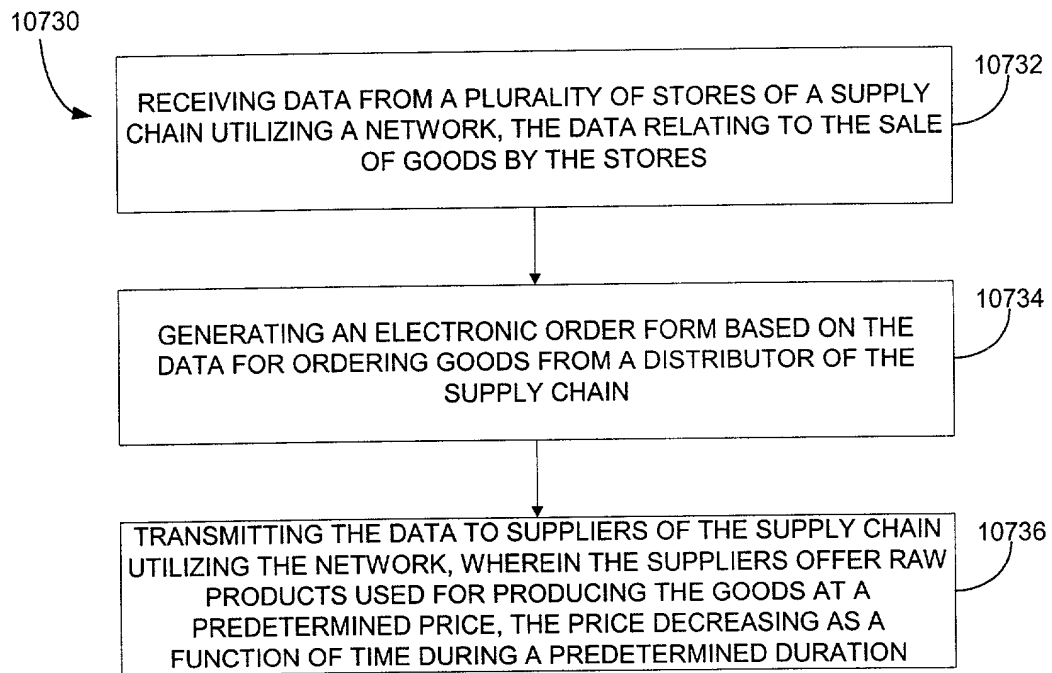 10730
10732
RECEIVING DATA FROM A PLURALITY OF STORES OF A SUPPLY
CHAIN UTILIZING A NETWORK, THE DATA RELATING TO THE SALE
OF GOODS BY THE STORES
10734
GENERATING AN ELECTRONIC ORDER FORM BASED ON THE
DATA FOR ORDERING GOODS FROM A DISTRIBUTOR OF THE
SUPPLY CHAIN
10736
TRANSMITTING THE DATA TO SUPPLIERS OF THE SUPPLY CHAIN
UTILIZING THE NETWORK, WHEREIN THE SUPPLIERS OFFER RAW
PRODUCTS USED FOR PRODUCING THE GOODS AT A
PREDETERMINED PRICE, THE PRICE DECREASING AS A
FUNCTION OF TIME DURING A PREDETERMINED DURATION